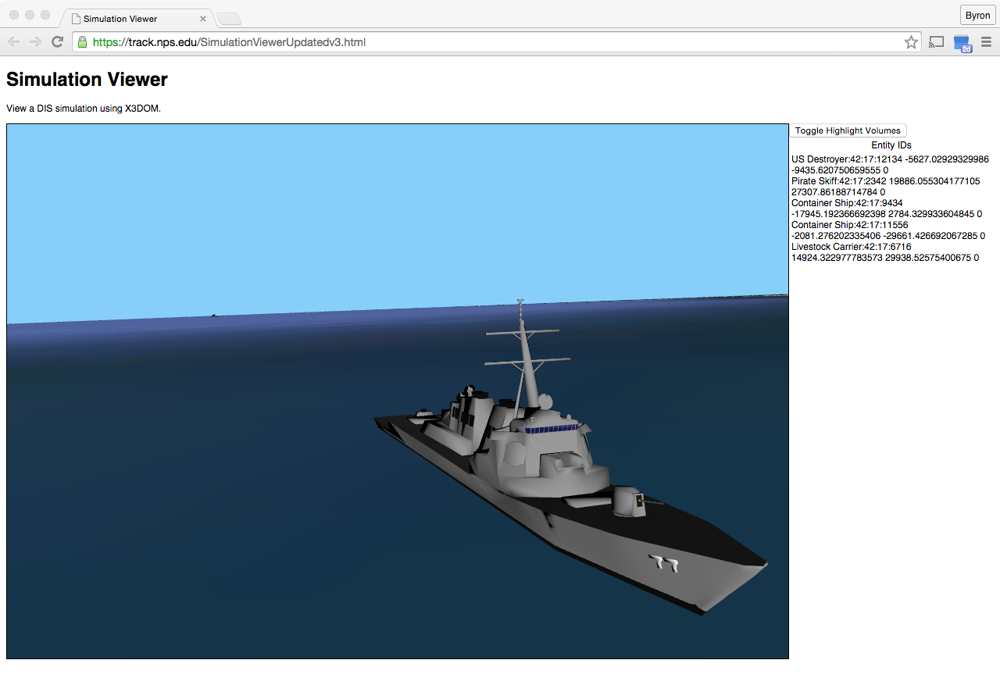 Simulation Viewer
Byron
https://track.nps.edu/SimulationViewerUpdatedv3.html
2d
Simulation Viewer
View a DIS simulation using X3DOM.
Toggle Highlight Volumes
Entity IDs
US Destroyer:42:17:12134 -5627.02929329986
-9435.620750659555 0
Pirate Skiff:42:17:2342 19886.055304177105
27307.86188714784 0
Container Ship:42:17:9434
-17945.192366692398 2784.329933604845 0
Container Ship:42:17:11556
-2081.276202335406 -29661.426692067285 0
Livestock Carrier:42:17:6716
14924.322977783573 29938.52575400675 0
77